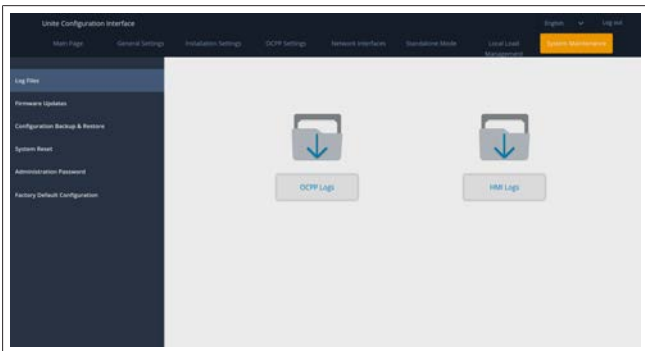 Unite Configuration Interface
English
Log out
Main Page
General Settings
Installation Settings
OCPP Settings
Network Interfaces
Standalone Mode
Local Load
Management
System Maintenance
Log Files
Firmware Updates
Configuration Backup & Restore
System Reset
Administration Password
Factory Default Configuration
OCPP Logs
HMI Logs